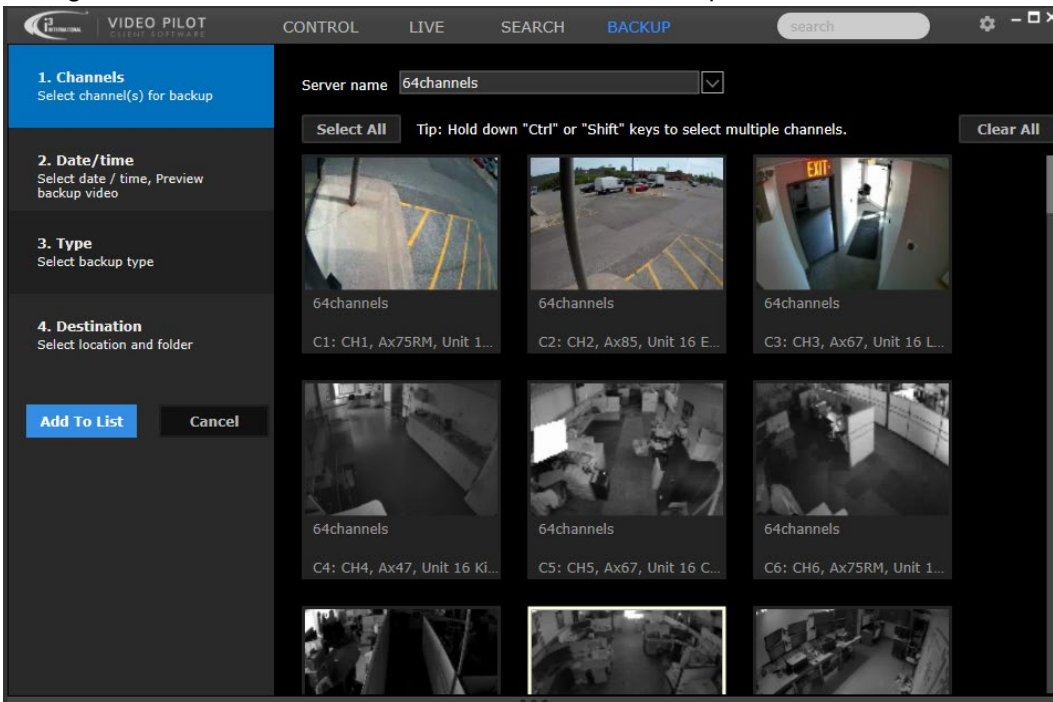 i3 INTERNATIONAL
VIDEO PILOT
CLIENT SOFTWARE
CONTROL LIVE SEARCH BACKUP search
1. Channels
Select channel(s) for backup
Server name 64channels
Select All Tip: Hold down "Ctrl" or "Shift" keys to select multiple channels. Clear All
2. Date/time
Select date / time, Preview
backup video
3. Type
Select backup type
4. Destination
Select location and folder
Add To List Cancel
EXIT
64channels 64channels 64channels
C1: CH1, Ax75RM, Unit 1... C2: CH2, Ax85, Unit 16 E... C3: CH3, Ax67, Unit 16 L...
64channels 64channels 64channels
C4: CH4, Ax47, Unit 16 Ki... C5: CH5, Ax67, Unit 16 C... C6: CH6, Ax75RM, Unit 1...